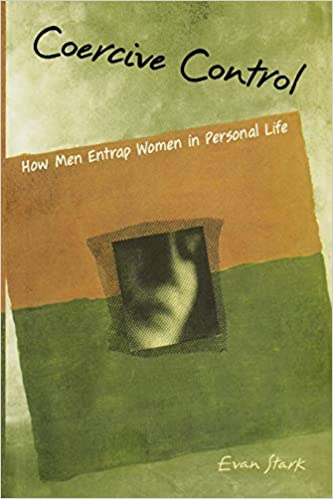 Coercive Control
How Men Entrap Women in Personal Life
Evan Stark